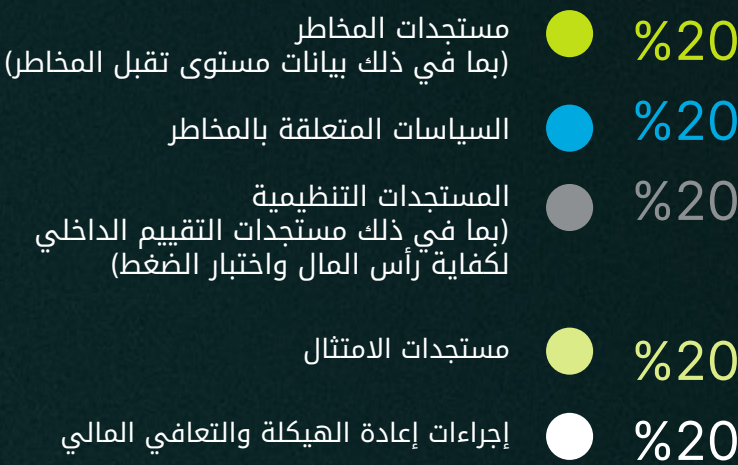 %20 مستجدات المخاطر
(بما في ذلك بيانات مستوى تقبل المخاطر)
%20 السياسات المتعلقة بالمخاطر
%20 المستجدات التنظيمية
(بما في ذلك مستجدات التقييم الداخلي
لكفاية رأس المال واختبار الضغط)
%20 مستجدات الامتثال
%20 إجراءات إعادة الهيكلة والتعافي المالي